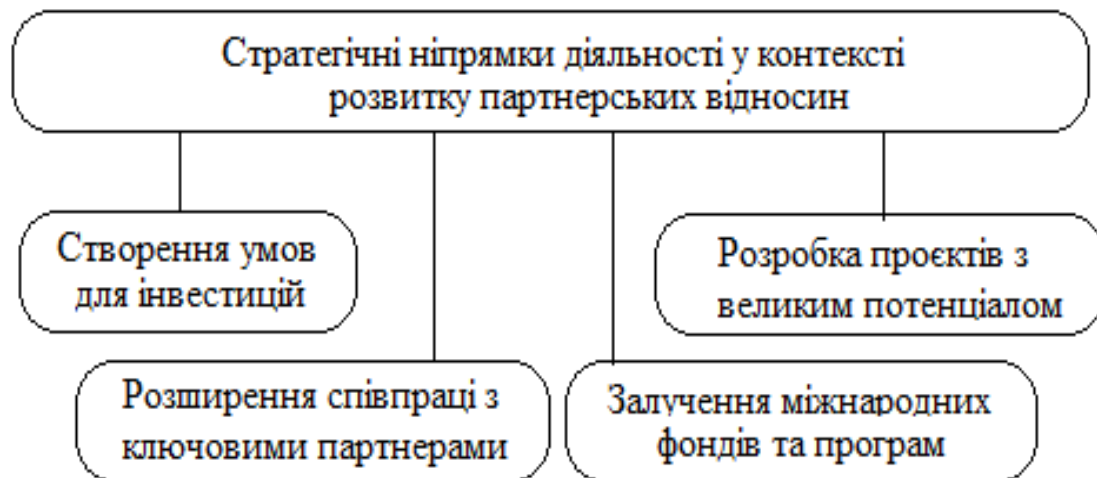 Стратегічні ніпрямки діяльності у контексті
розвитку партнерських відносин
Створення умов
для інвестицій
Розробка проєктів з
великим потенціалом
Розширення співпраці з
ключовими партнерами
Залучення міжнародних
фондів та програм